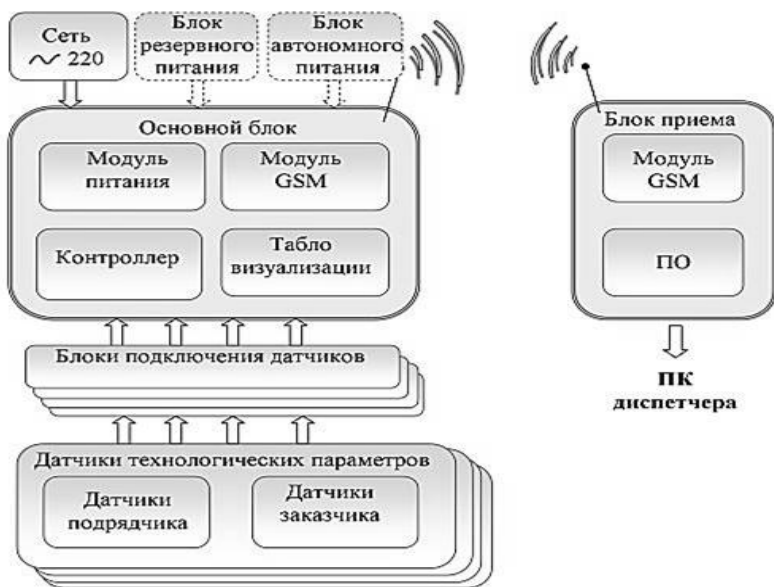 Сеть
~ 220
Блок
резервного
питания
Блок
автономного
питания
Основной блок
Модуль
питания
Модуль
GSM
Контроллер
Табло
визуализации
Блоки подключения датчиков
Датчики технологических параметров
Датчики
подрядчика
Датчики
заказчика
Блок приема
Модуль
GSM
ПО
ПК
диспетчера